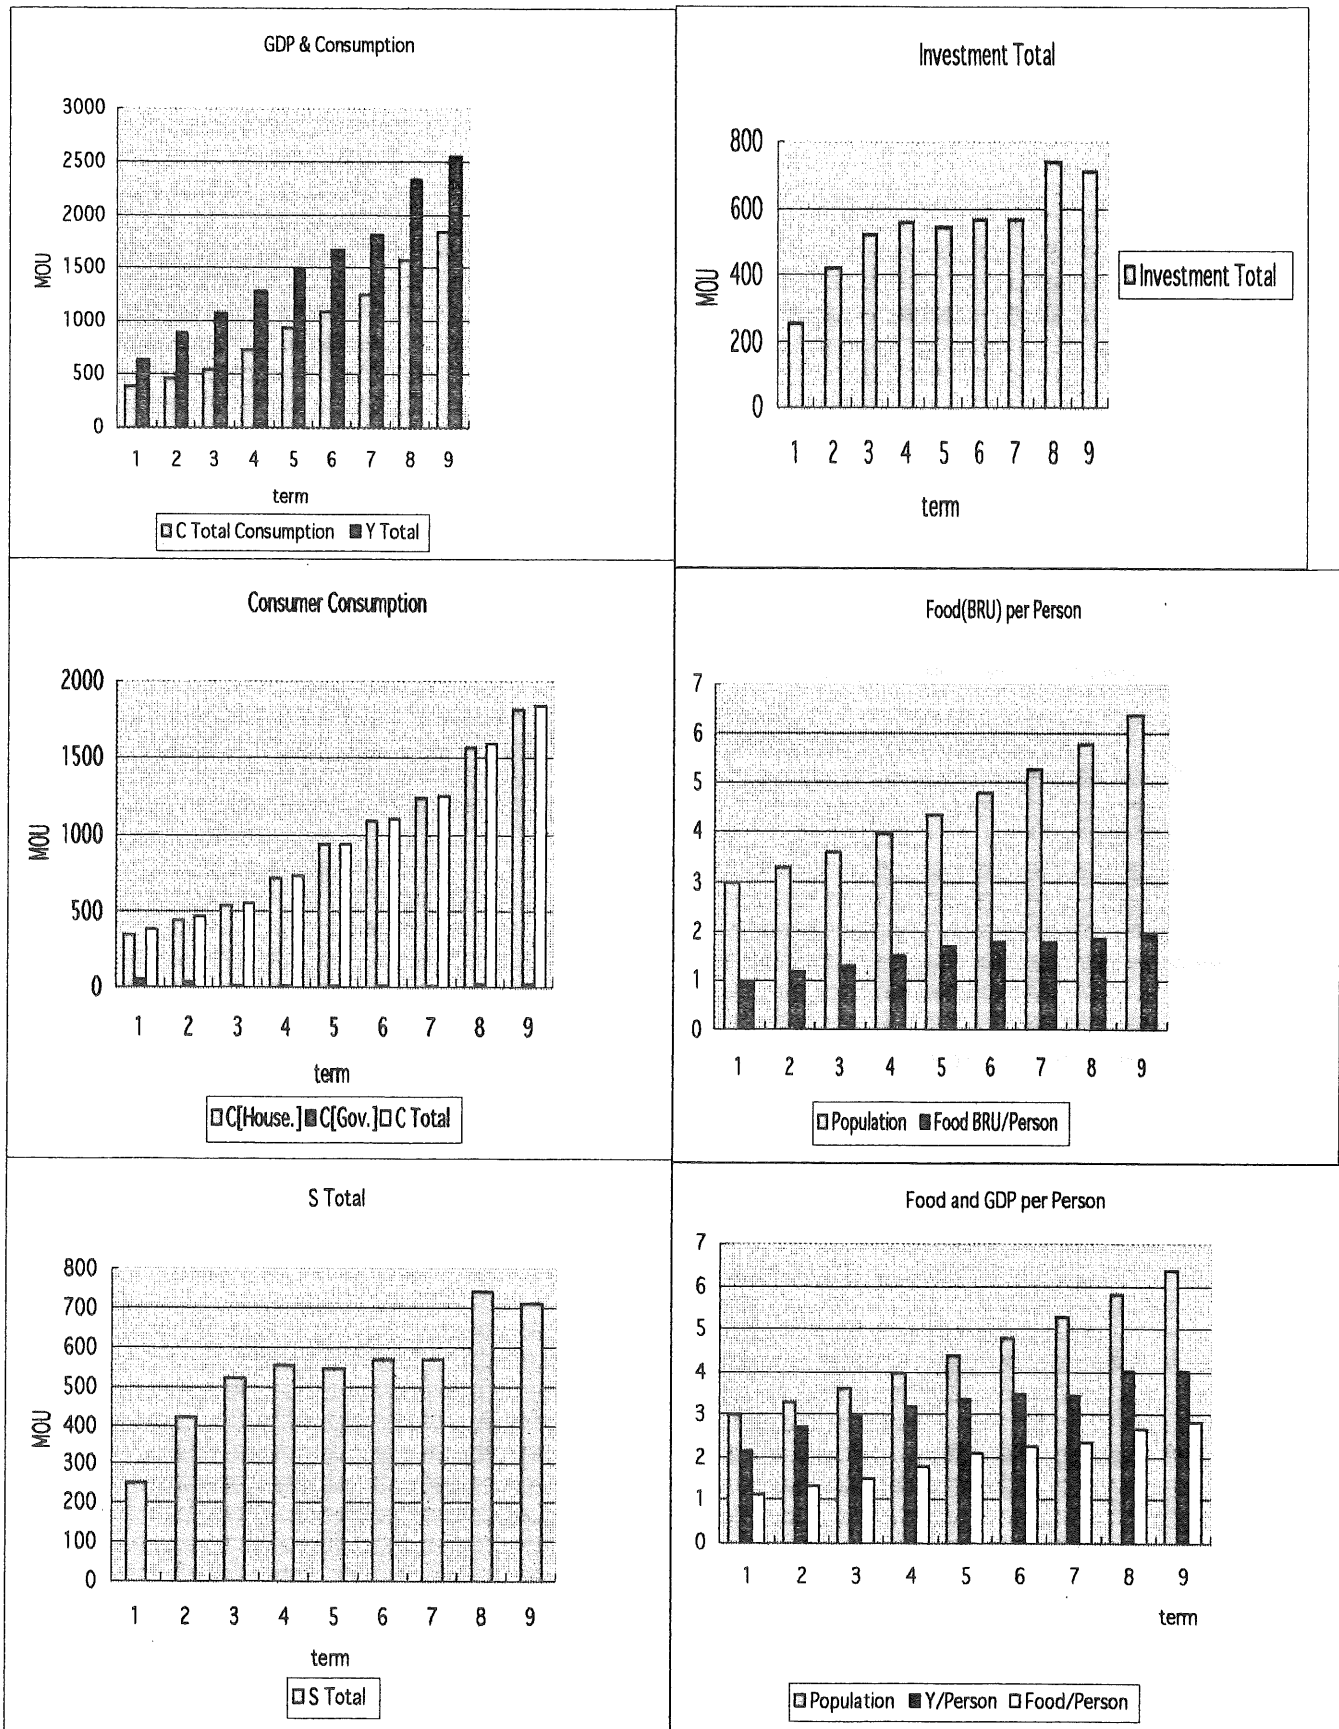 GDP & Consumption
3000
2500
2000
1500
1000
500
0
MOU
1 2 3 4 5 6 7 8 9
term
C Total Consumption Y Total
Investment Total
800
600
400
200
0
MOU
1 2 3 4 5 6 7 8 9
term
Investment Total
Consumer Consumption
2000
1500
1000
500
0
MOU
1 2 3 4 5 6 7 8 9
term
C[House.] C[Gov.] C Total
Food(BRU) per Person
7
6
5
4
3
2
1
0
1 2 3 4 5 6 7 8 9
Population Food BRU/Person
S Total
800
700
600
500
400
300
200
100
0
MOU
1 2 3 4 5 6 7 8 9
term
S Total
Food and GDP per Person
7
6
5
4
3
2
1
0
1 2 3 4 5 6 7 8 9
term
Population Y/Person Food/Person